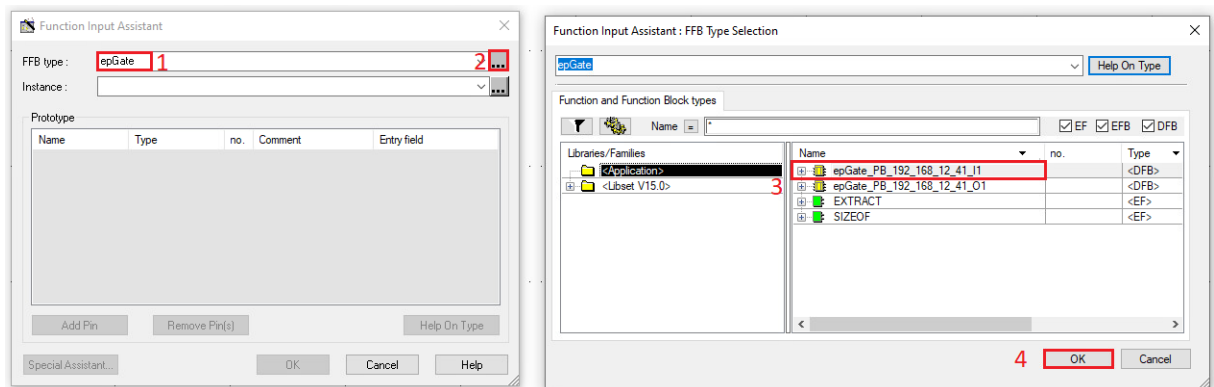 Function Input Assistant
FFB type : epGate 1 2 ...
Instance : ...
Prototype
Name Type no. Comment Entry field
Add Pin Remove Pin(s) Help On Type
Special Assistant... OK Cancel Help
Function Input Assistant : FFB Type Selection
epGate Help On Type
Function and Function Block types
Name = * EF EFB DFB
Libraries/Families Name no. Type
<Application> 3 epGate_PB_192_168_12_41_I1 <DFB>
<Libset V15.0> epGate_PB_192_168_12_41_O1 <DFB>
EXTRACT <EF>
SIZEOF <EF>
4 OK Cancel